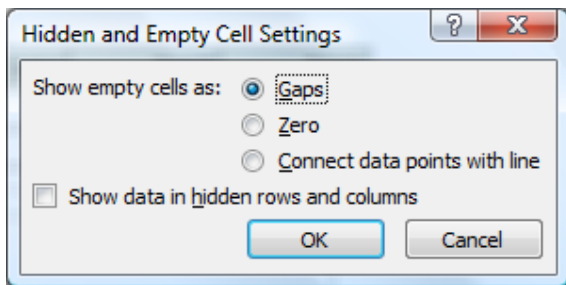 Hidden and Empty Cell Settings
?
X
Show empty cells as: Gaps
Zero
Connect data points with line
Show data in hidden rows and columns
OK Cancel